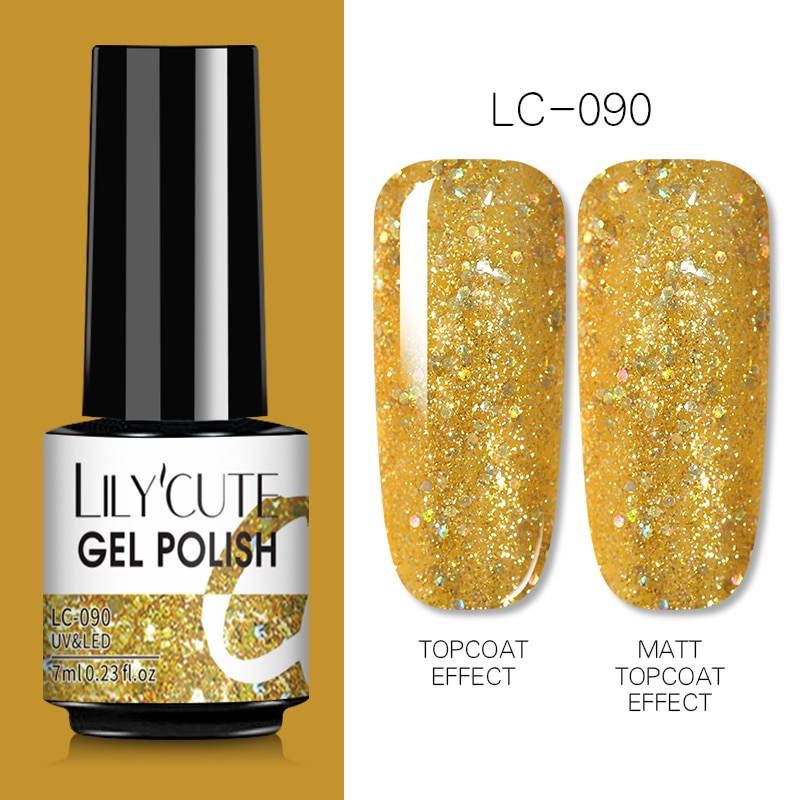 LILY'CUTE
GEL POLISH
LC-090
UV&LED
7ml 0.23 fl.oz
LC-090
TOPCOAT
EFFECT
MATT
TOPCOAT
EFFECT